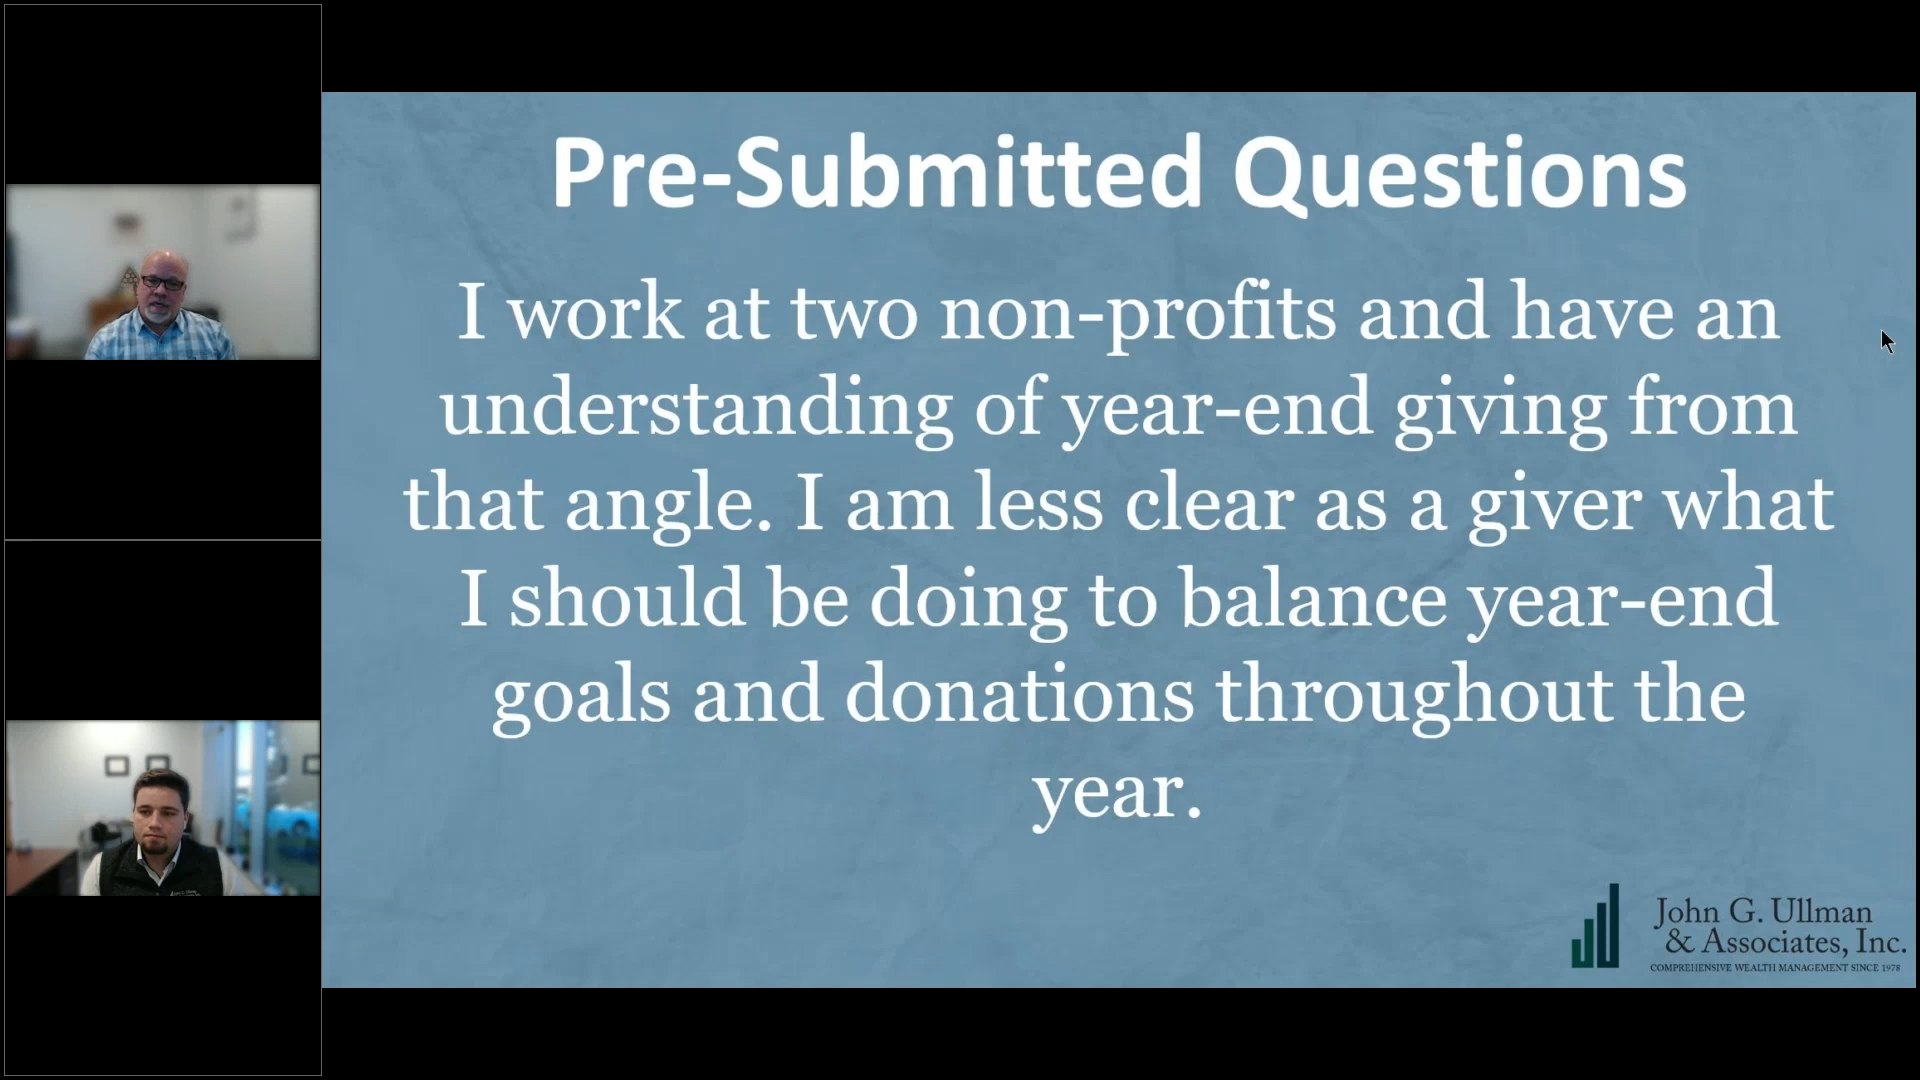 Pre-Submitted Questions
I work at two non-profits and have an
understanding of year-end giving from
that angle. I am less clear as a giver what
I should be doing to balance year-end
goals and donations throughout the
year.
John G. Ullman
& Associates, Inc.
COMPREHENSIVE WEALTH MANAGEMENT SINCE 1978